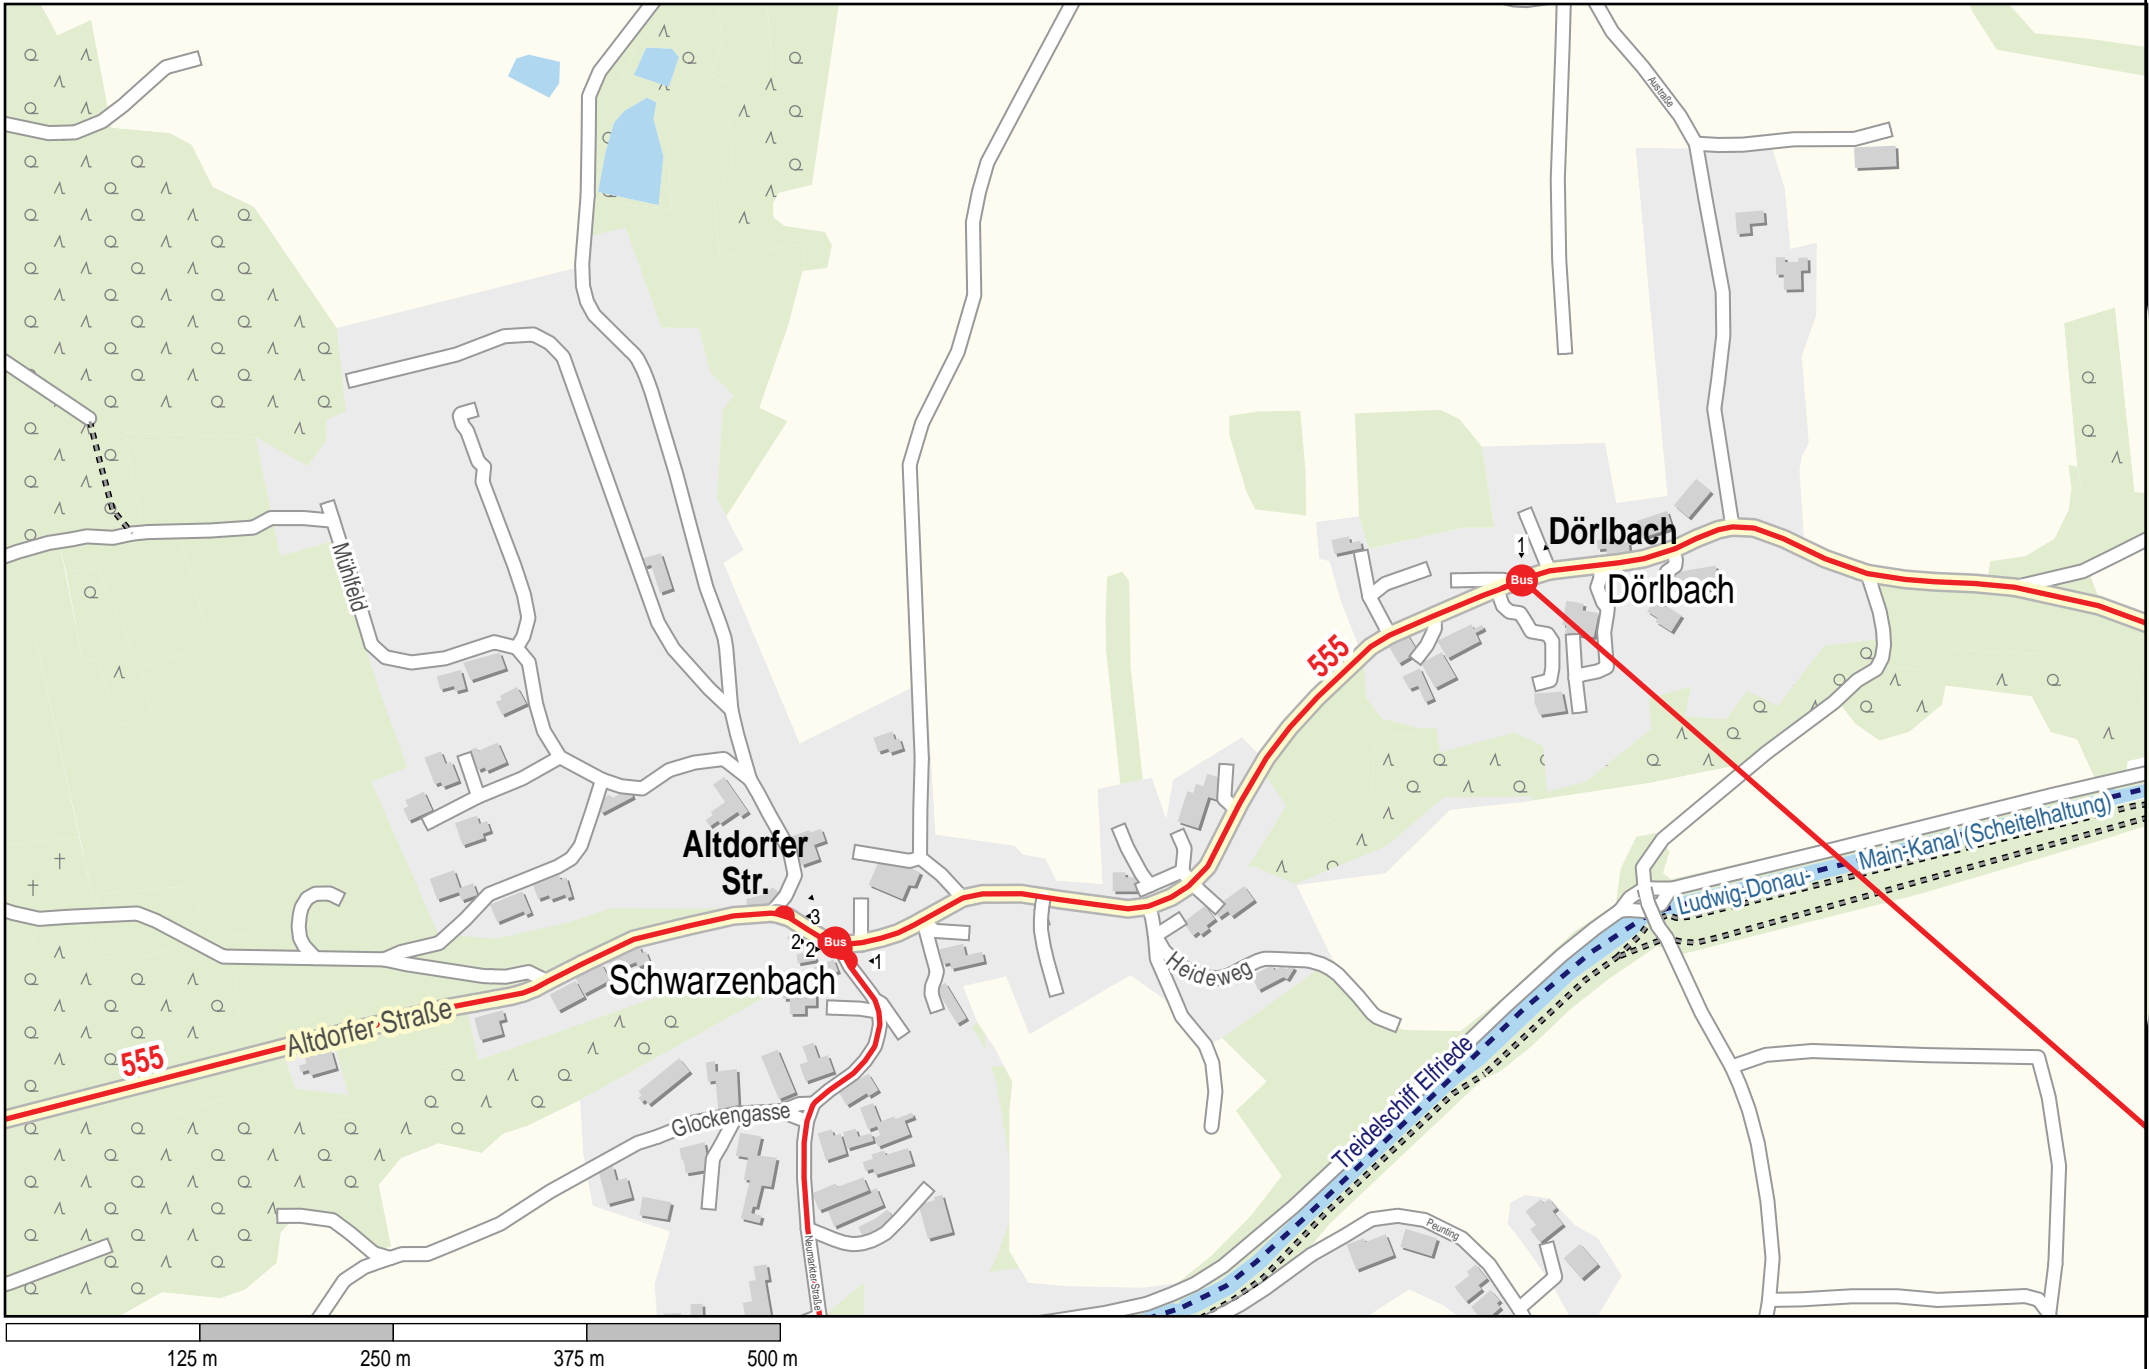 Austraße
Dörlbach
1
Bus
Dörlbach
Mühlfeld
555
Altdorfer
Str.
3
2
2
Bus
1
Schwarzenbach
Heideweg
Ludwig-Donau-
Main-Kanal (Scheitelhaltung)
Altdorfer Straße
555
Treidelschiff Elfriede
Glockengasse
Neumarkter Straße
Peunting
125 m
250 m
375 m
500 m